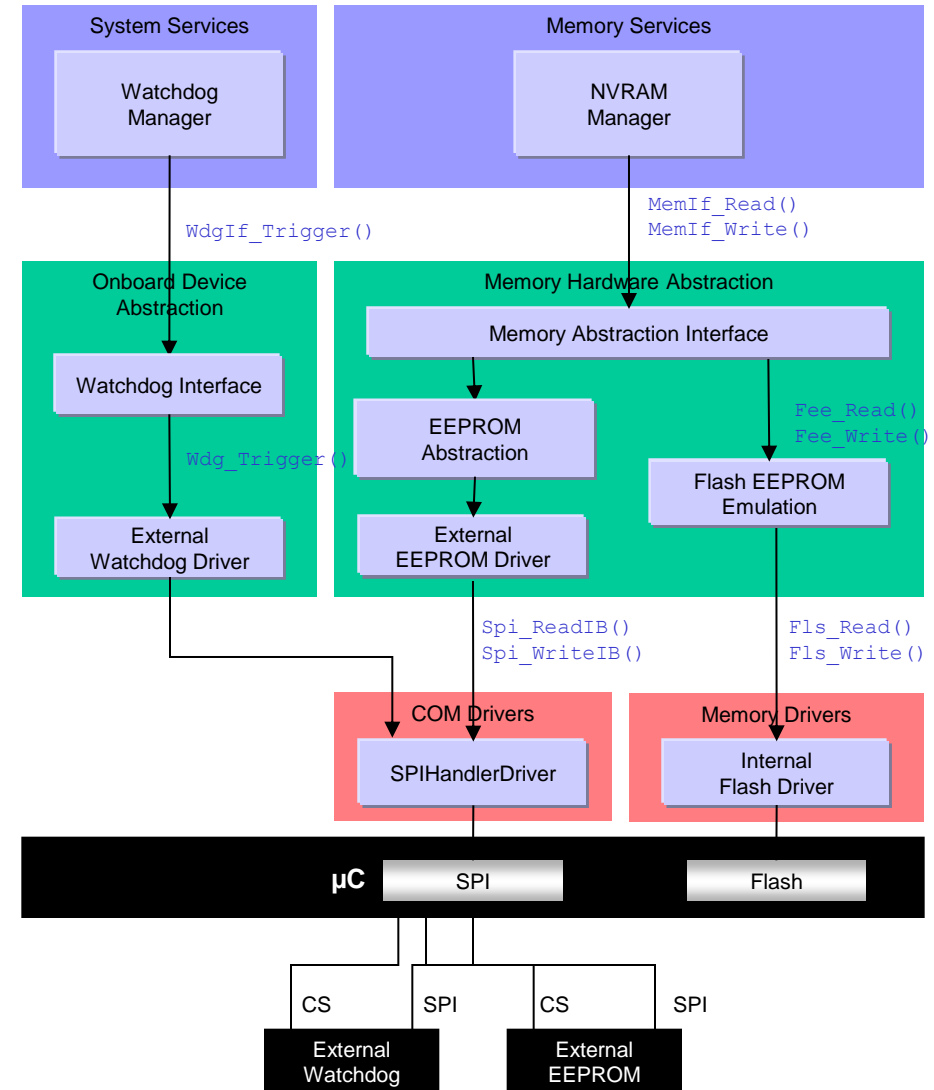 System Services
Memory Services
Watchdog
Manager
NVRAM
Manager
WdgIf_Trigger()
MemIf_Read()
MemIf_Write()
Onboard Device
Abstraction
Memory Hardware Abstraction
Memory Abstraction Interface
Watchdog Interface
EEPROM
Abstraction
Fee_Read()
Fee_Write()
Wdg_Trigger()
Flash EEPROM
Emulation
External
Watchdog Driver
External
EEPROM Driver
Spi_ReadIB()
Spi_WriteIB()
Fls_Read()
Fls_Write()
COM Drivers
Memory Drivers
SPIHandlerDriver
Internal
Flash Driver
µC
SPI
Flash
CS
SPI
CS
SPI
External
Watchdog
External
EEPROM